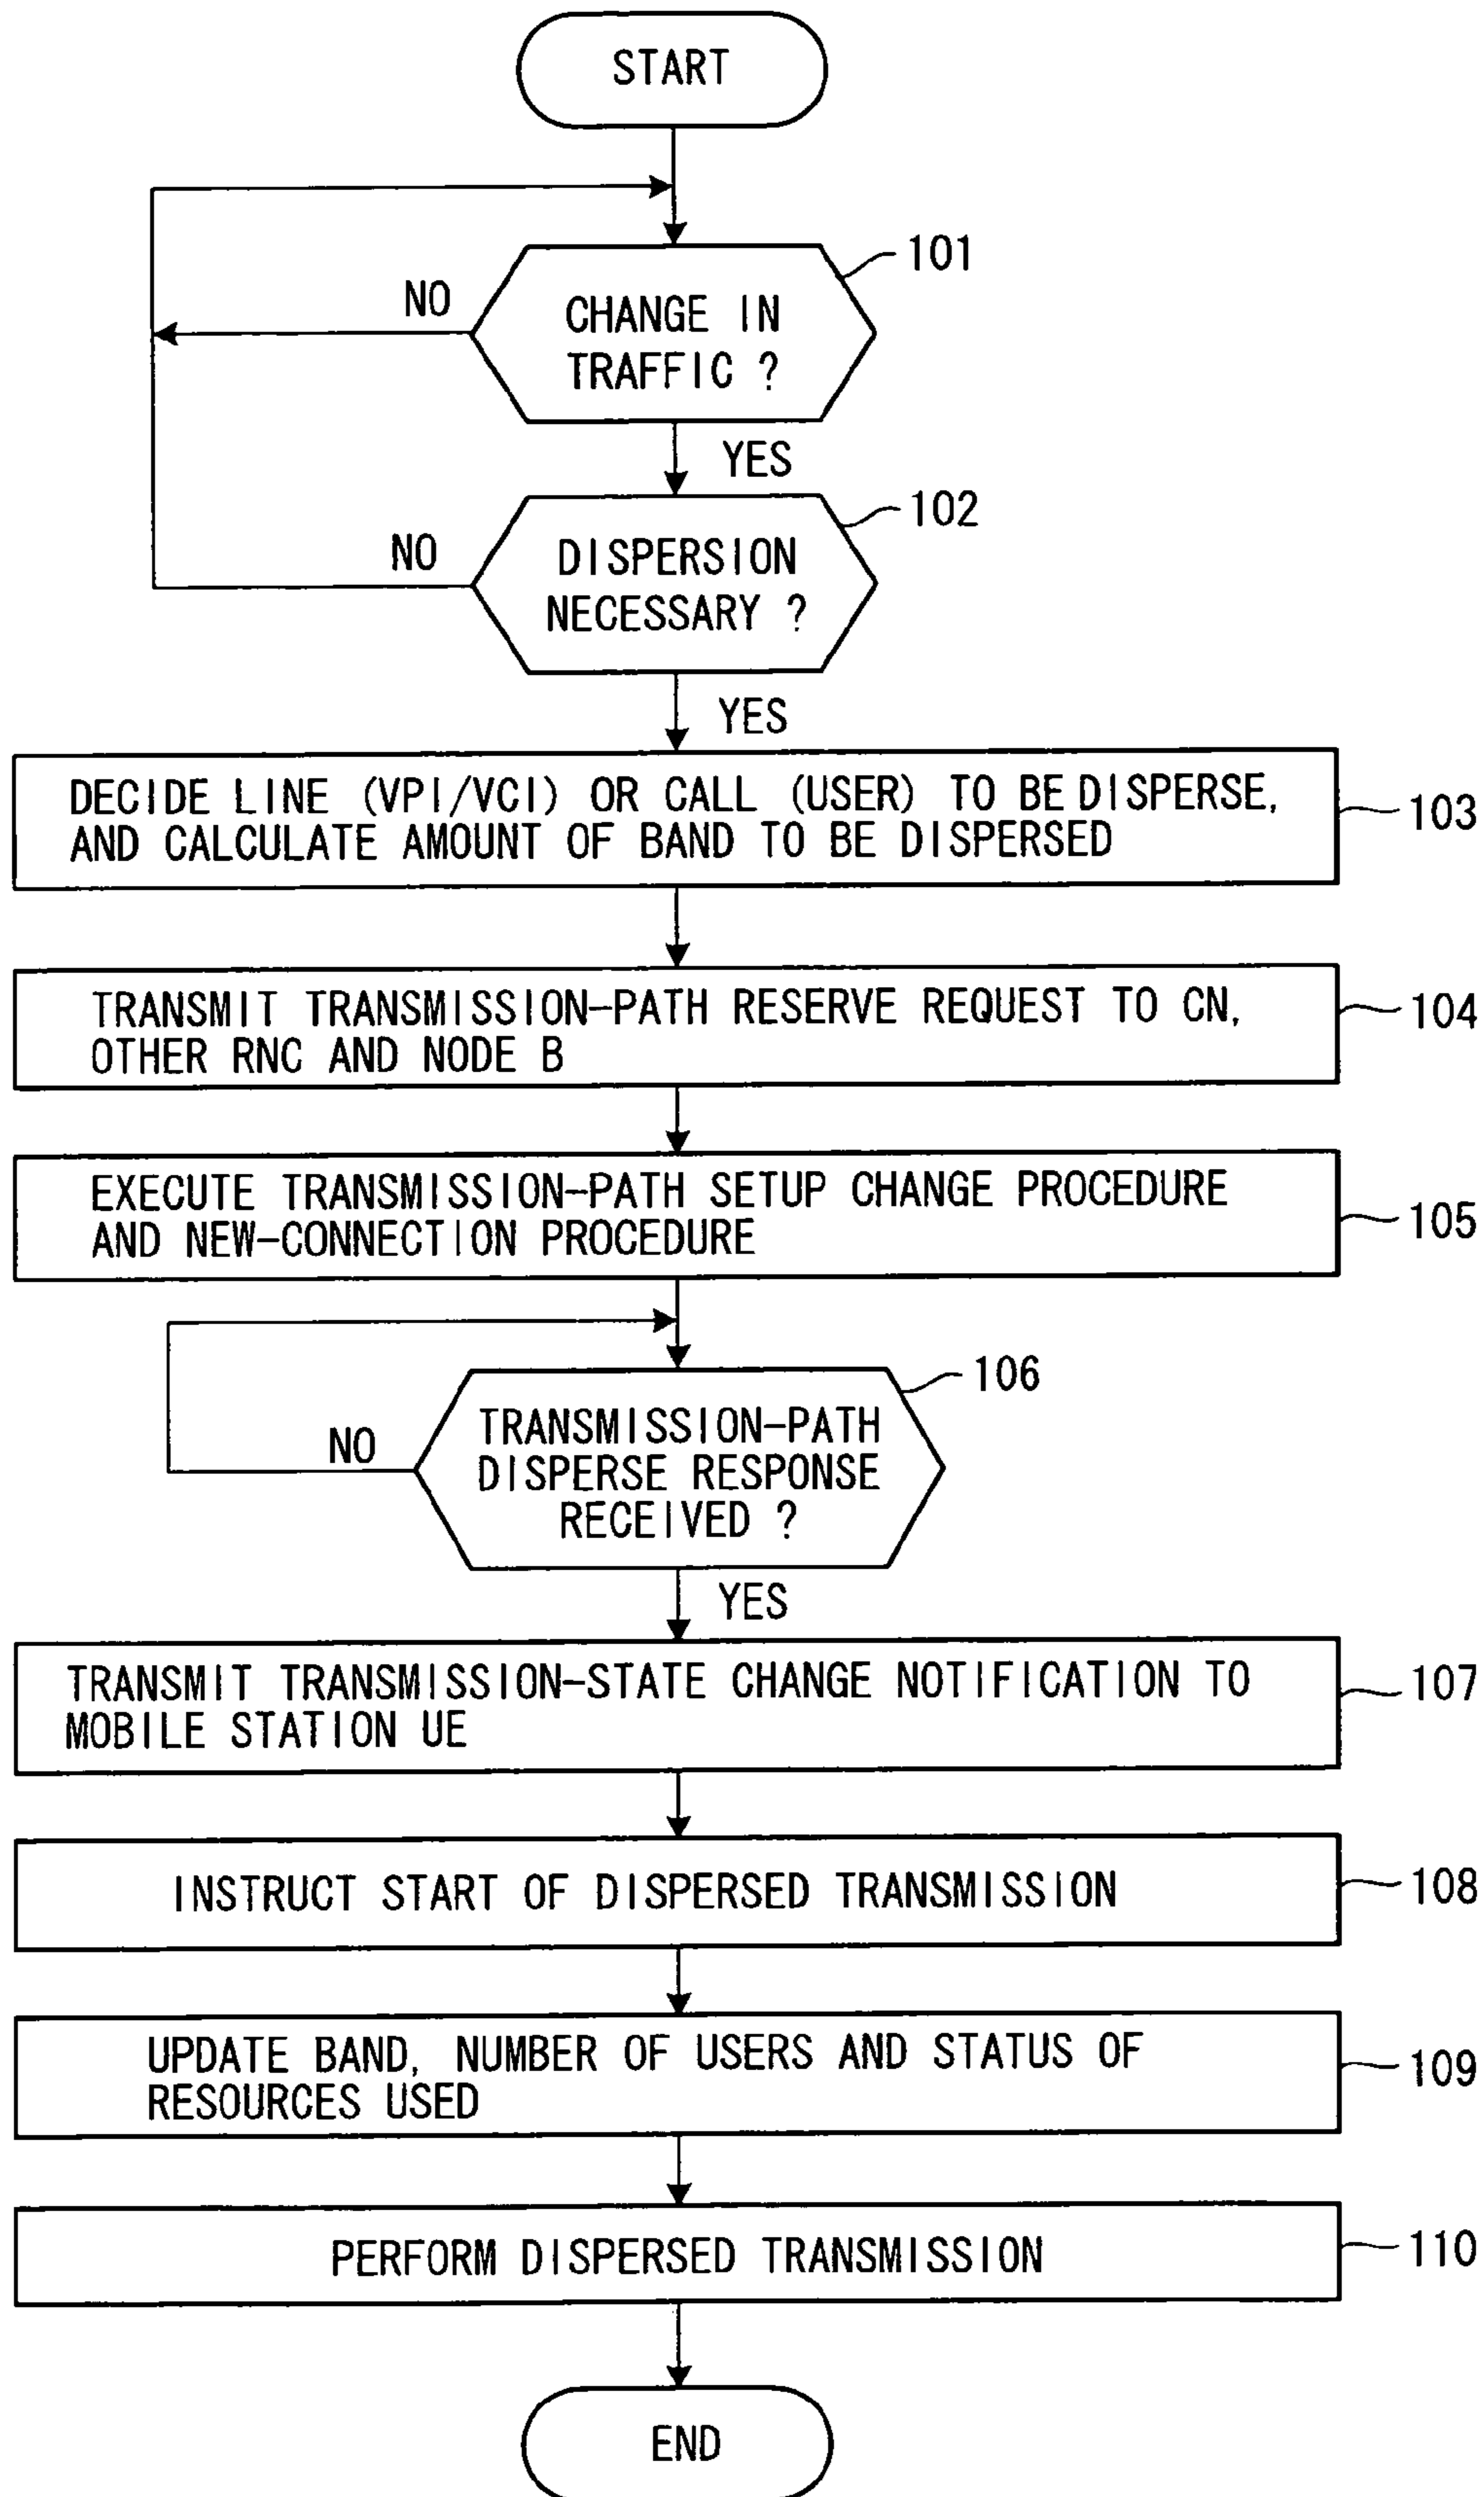 START
101
NO
CHANGE IN
TRAFFIC ?
YES
102
NO
DISPERSION
NECESSARY ?
YES
DECIDE LINE (VPI/VCI) OR CALL (USER) TO BE DISPERSE,
AND CALCULATE AMOUNT OF BAND TO BE DISPERSED
103
TRANSMIT TRANSMISSION-PATH RESERVE REQUEST TO CN,
OTHER RNC AND NODE B
104
EXECUTE TRANSMISSION-PATH SETUP CHANGE PROCEDURE
AND NEW-CONNECTION PROCEDURE
105
106
NO
TRANSMISSION-PATH
DISPERSE RESPONSE
RECEIVED ?
YES
TRANSMIT TRANSMISSION-STATE CHANGE NOTIFICATION TO
MOBILE STATION UE
107
INSTRUCT START OF DISPERSED TRANSMISSION
108
UPDATE BAND, NUMBER OF USERS AND STATUS OF
RESOURCES USED
109
PERFORM DISPERSED TRANSMISSION
110
END